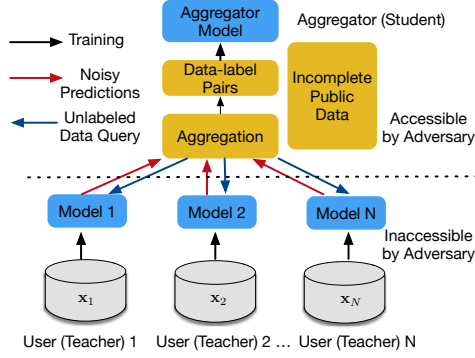 Training
Noisy
Predictions
Unlabeled
Data Query
Aggregator
Model
Aggregator (Student)
Data-label
Pairs
Incomplete
Public
Data
Aggregation
Accessible
by Adversary
Model 1
Model 2
Model N
Inaccessible
by Adversary
x₁
x₂
x_N
User (Teacher) 1
User (Teacher) 2 ...
User (Teacher) N